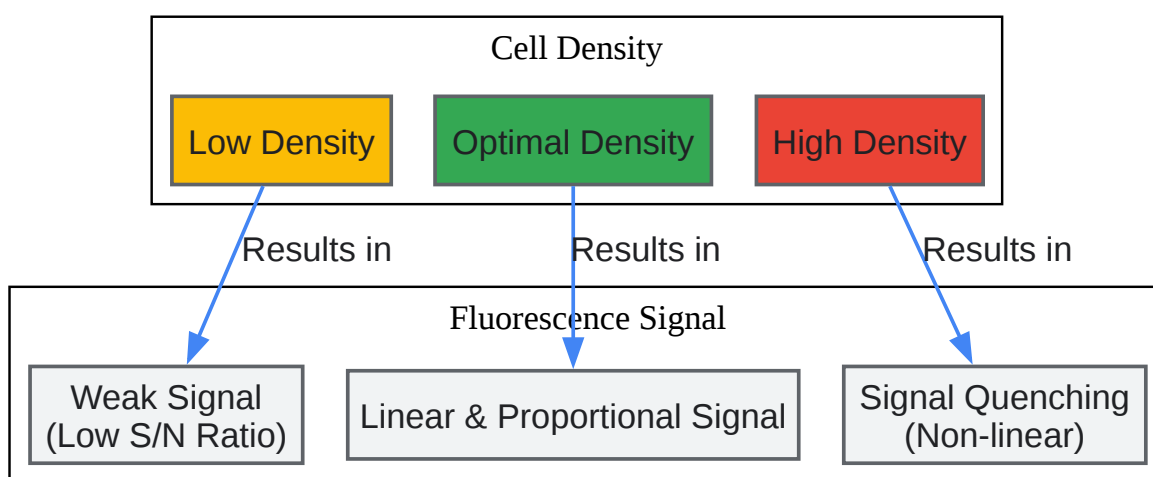 Cell Density
Low Density
Optimal Density
High Density
Results in
Results in
Results in
Fluorescence Signal
Weak Signal
(Low S/N Ratio)
Linear & Proportional Signal
Signal Quenching
(Non-linear)